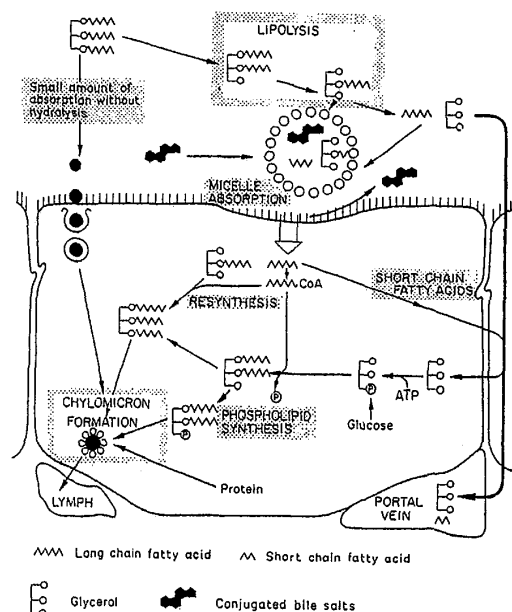 LIPOLYSIS
Small amount of
absorption without
hydrolysis
MICELLE
ABSORPTION
CoA
RESYNTHESIS
SHORT CHAIN
FATTY ACIDS
P
P
ATP
Glucose
P
PHOSPHOLIPID
SYNTHESIS
CHYLOMICRON
FORMATION
Protein
LYMPH
PORTAL
VEIN
Long chain fatty acid
Short chain fatty acid
Glycerol
Conjugated bile salts